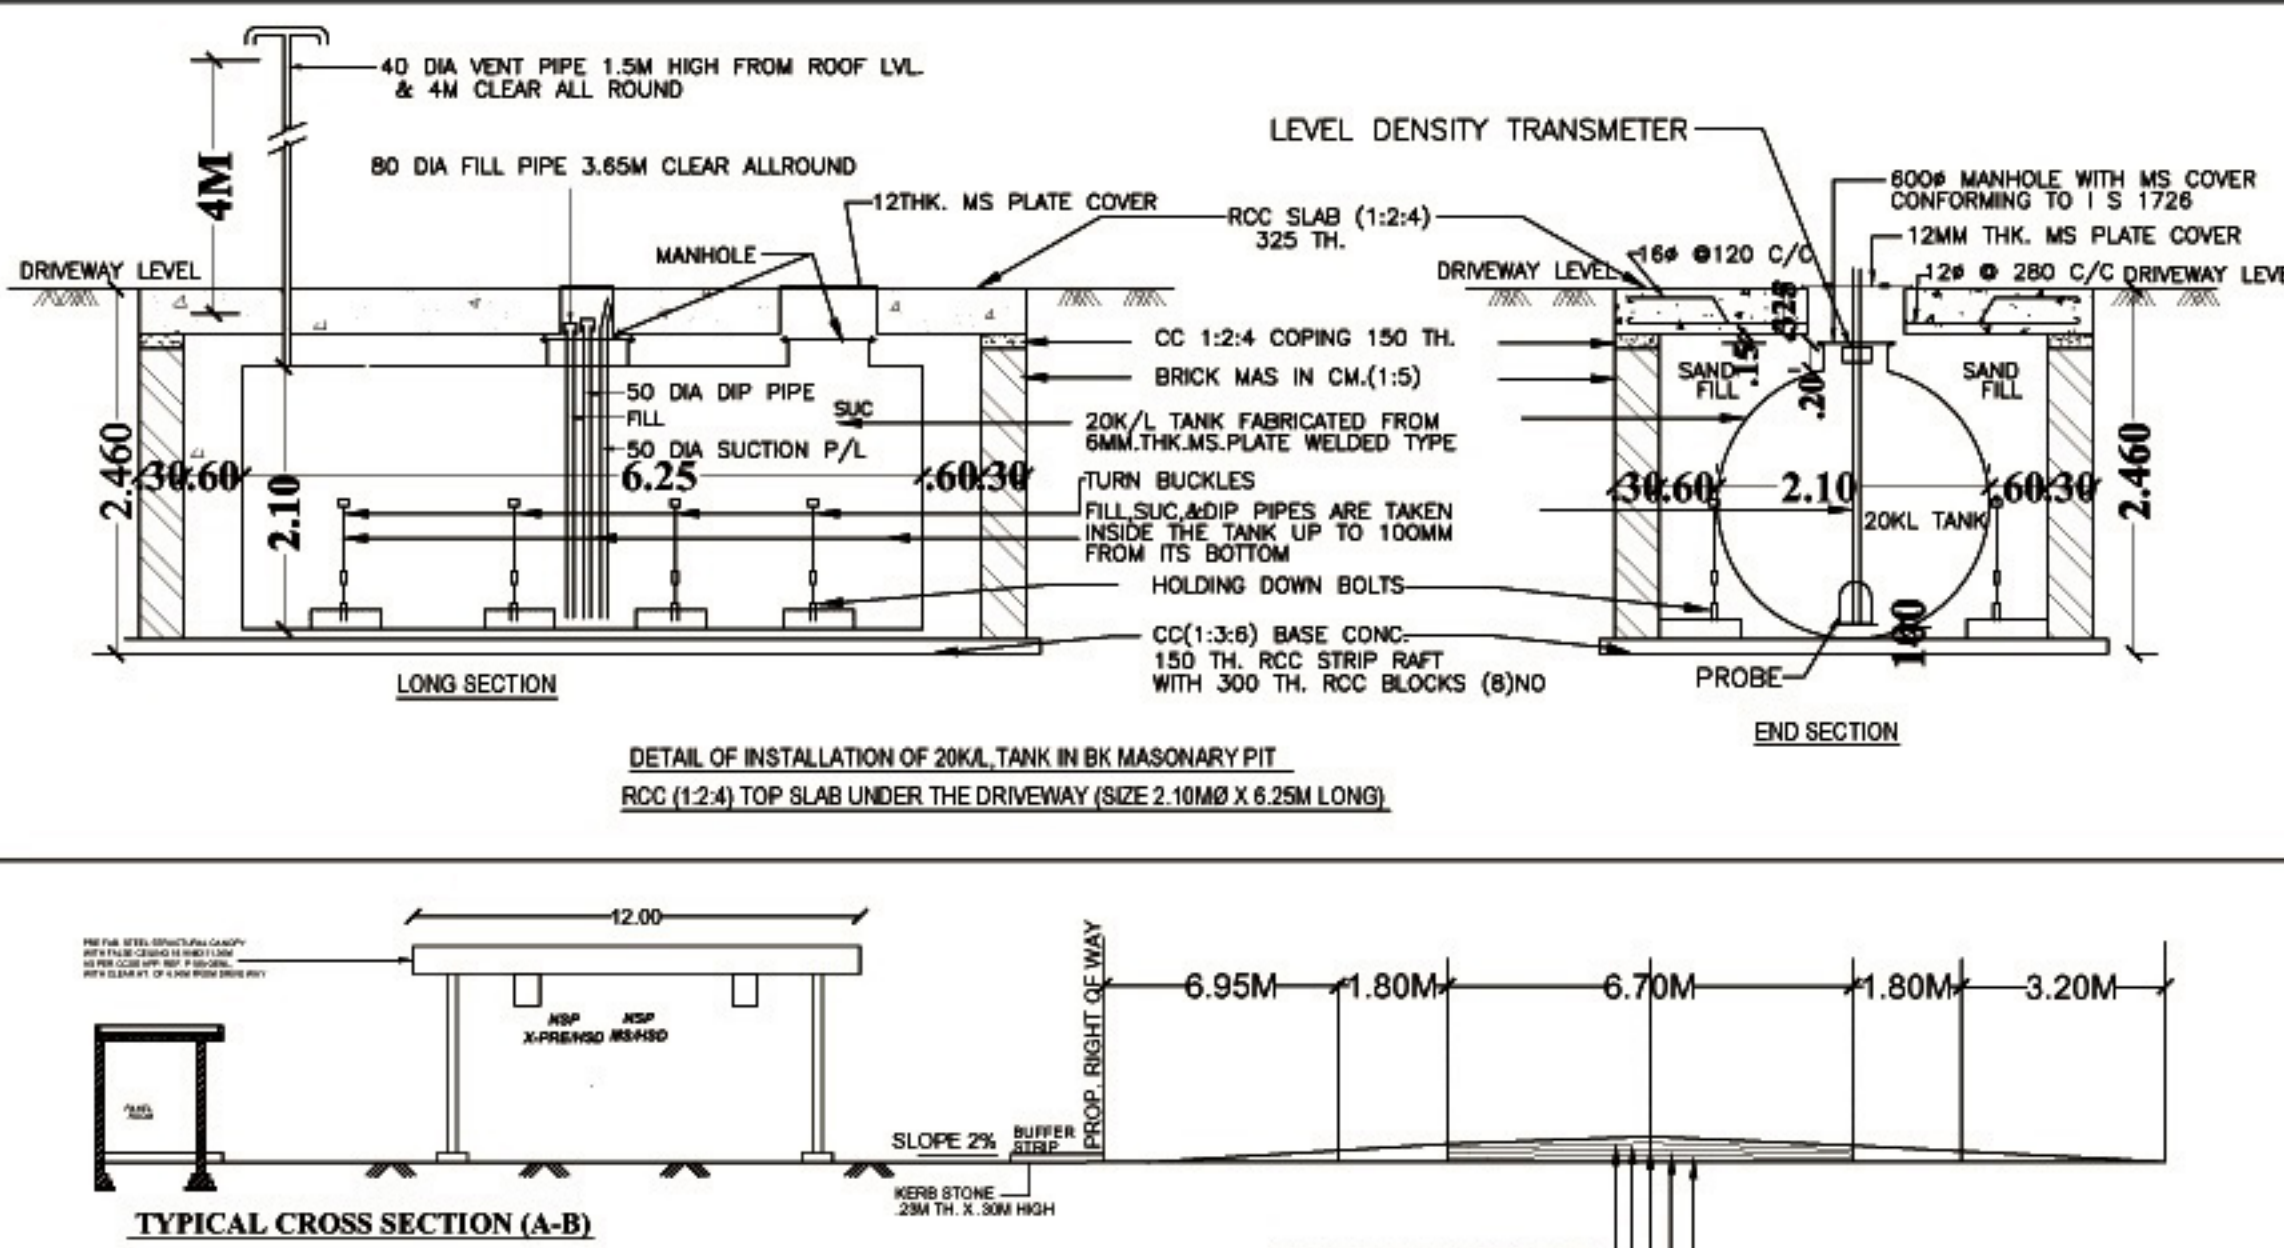 40 DIA VENT PIPE 1.5M HIGH FROM ROOF LVL.
& 4M CLEAR ALL ROUND
4M
80 DIA FILL PIPE 3.65M CLEAR ALLROUND
12THK. MS PLATE COVER
MANHOLE
DRIVEWAY LEVEL
RCC SLAB (1:2:4)
325 TH.
LEVEL DENSITY TRANSMETER
600ø MANHOLE WITH MS COVER
CONFORMING TO I S 1726
12MM THK. MS PLATE COVER
16ø @120 C/C
12ø @ 280 C/C
DRIVEWAY LEVEL
DRIVEWAY LEVE
CC 1:2:4 COPING 150 TH.
BRICK MAS IN CM.(1:5)
20K/L TANK FABRICATED FROM
6MM.THK.MS.PLATE WELDED TYPE
TURN BUCKLES
FILL,SUC,&DIP PIPES ARE TAKEN
INSIDE THE TANK UP TO 100MM
FROM ITS BOTTOM
HOLDING DOWN BOLTS
CC(1:3:6) BASE CONC.
150 TH. RCC STRIP RAFT
WITH 300 TH. RCC BLOCKS (8)NO
50 DIA DIP PIPE
FILL
SUC
50 DIA SUCTION P/L
2.460
.30
.60
2.10
6.25
.60
.30
LONG SECTION
SAND
FILL
.15
.20
SAND
FILL
.30
.60
2.10
.60
.30
2.460
20KL TANK
PROBE
END SECTION
DETAIL OF INSTALLATION OF 20K/L,TANK IN BK MASONARY PIT
RCC (1:2:4) TOP SLAB UNDER THE DRIVEWAY (SIZE 2.10MØ X 6.25M LONG)
12.00
NSP
X-PRE/HSD
NSP
MS/HSD
SLOPE 2%
BUFFER
STRIP
PROP. RIGHT OF WAY
6.95M
1.80M
6.70M
1.80M
3.20M
KERB STONE
.23M TH. X .30M HIGH
TYPICAL CROSS SECTION (A-B)